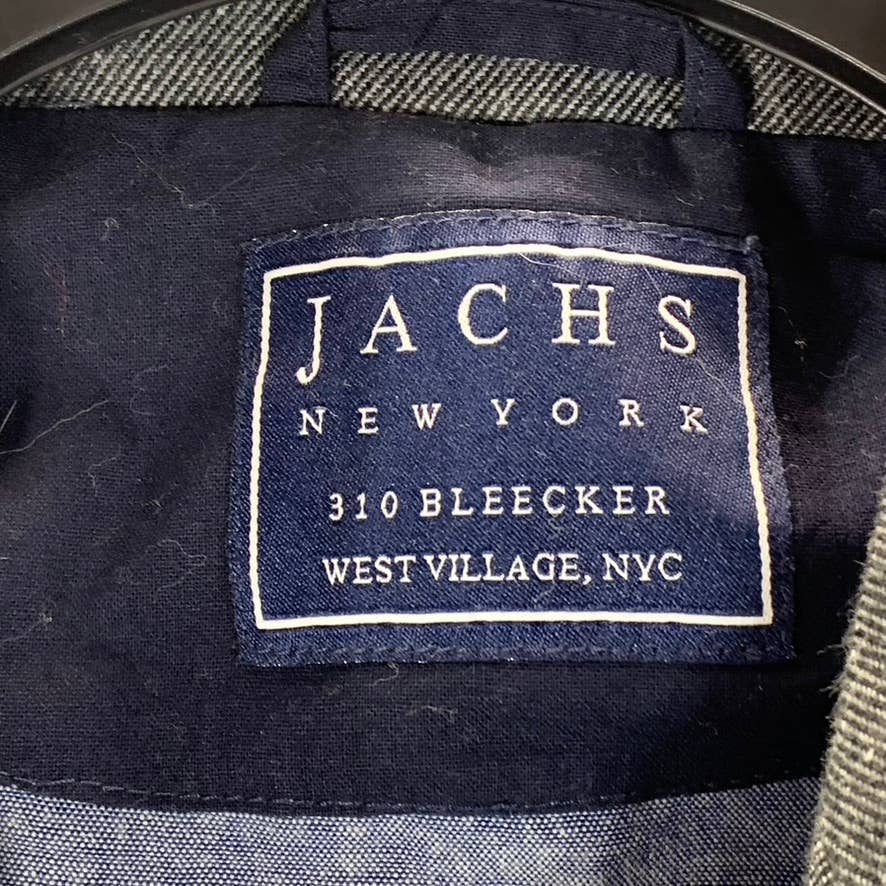 JACHS
NEW YORK
310 BLEECKER
WEST VILLAGE, NYC